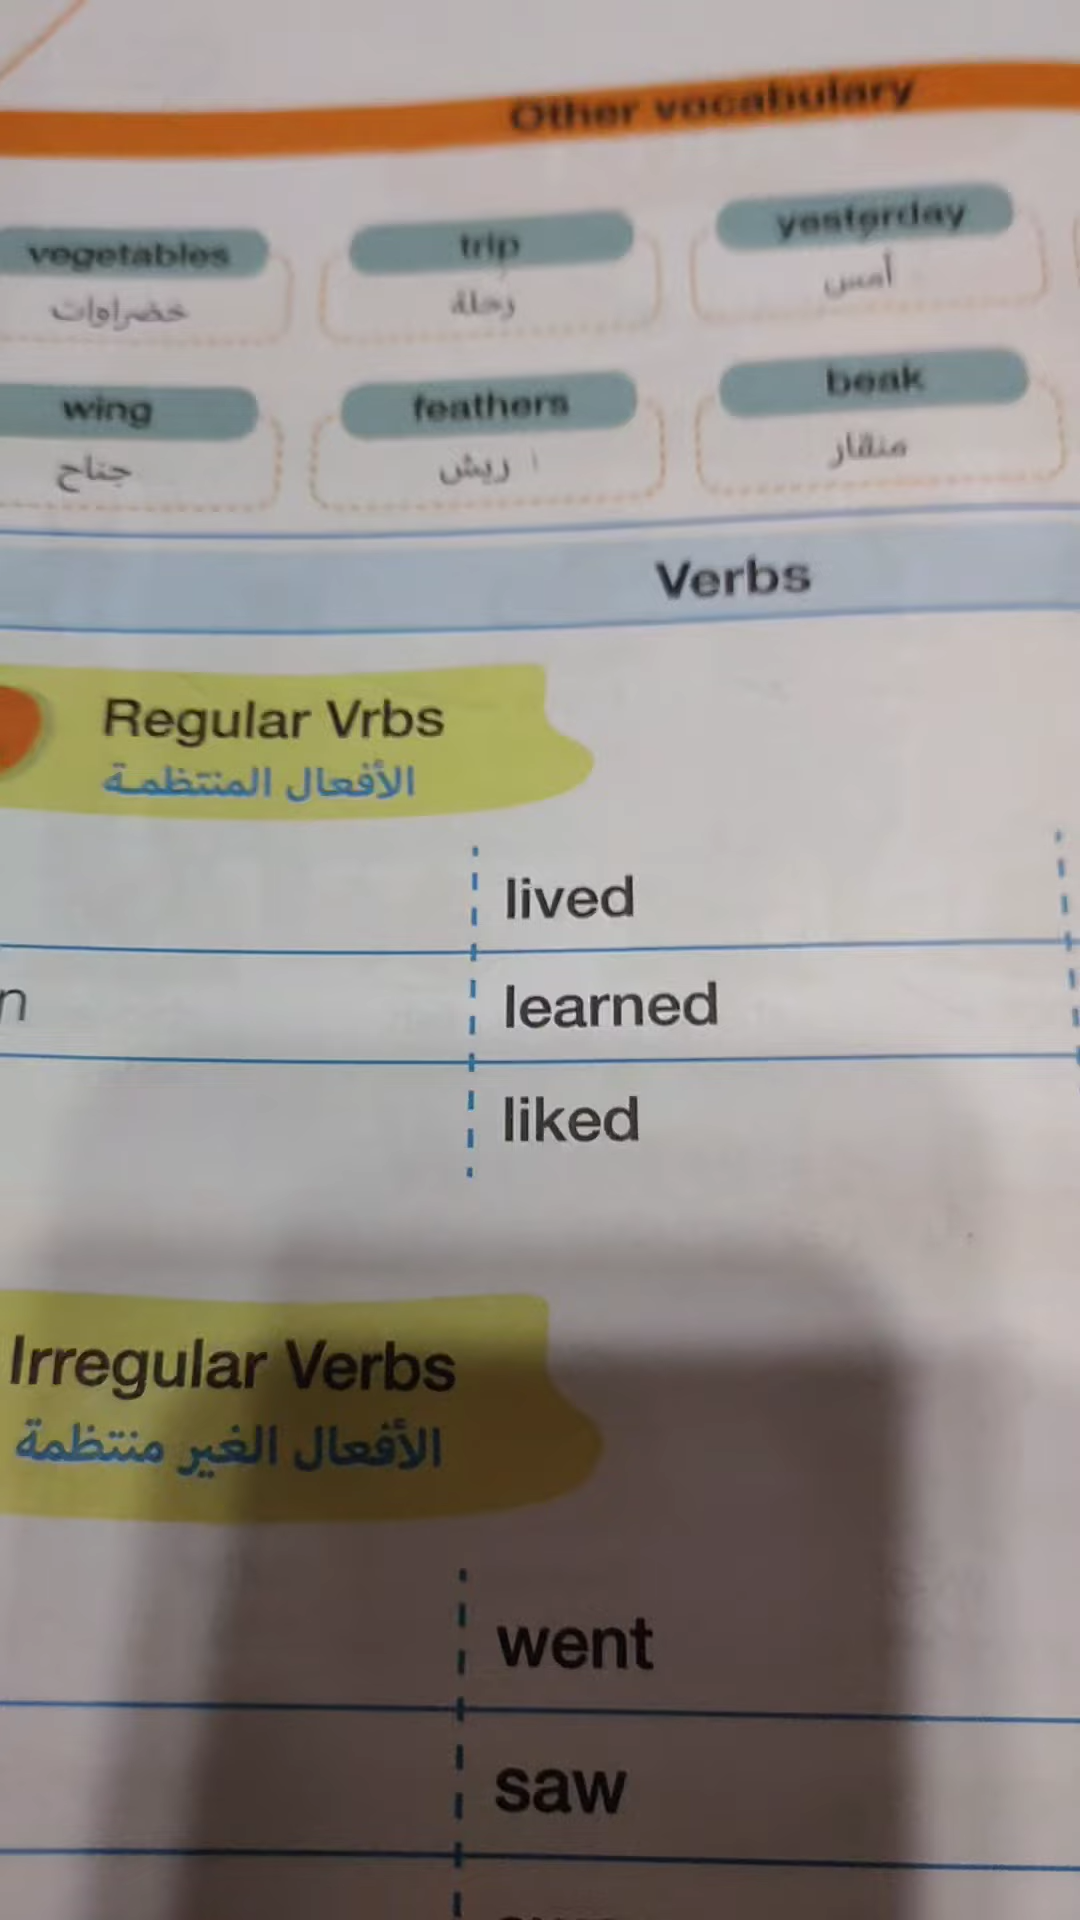 Other vocabulary
vegetables trip yesterday
خضراوات رحلة أمس
wing feathers beak
جناح ريش منقار
Verbs
Regular Vrbs
الأفعال المنتظمة
lived
n learned
liked
Irregular Verbs
الأفعال الغير منتظمة
went
saw